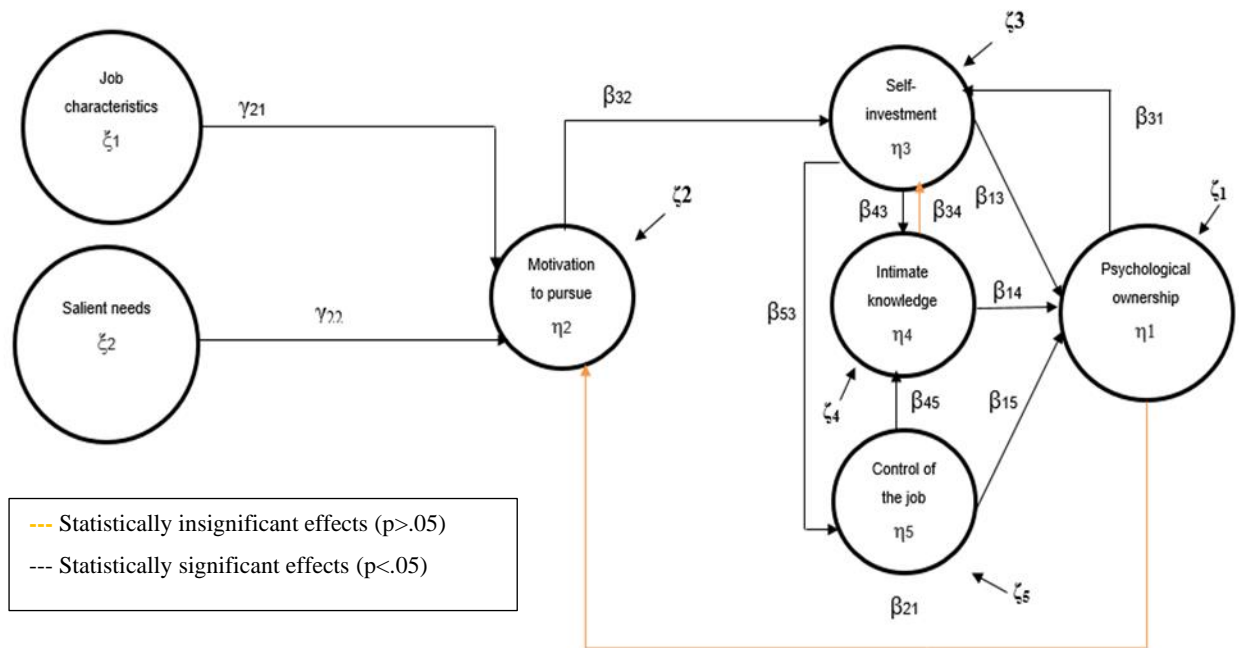 Job
characteristics
ξ1
γ21
Salient needs
ξ2
γ22
Motivation
to pursue
η2
ζ2
β32
ζ3
Self-
investment
η3
β31
β43
β34
β13
ζ1
Intimate
knowledge
η4
β14
Psychological
ownership
η1
β53
ζ4
β45
β15
Control of
the job
η5
ζ5
β21
--- Statistically insignificant effects (p>.05)
--- Statistically significant effects (p<.05)